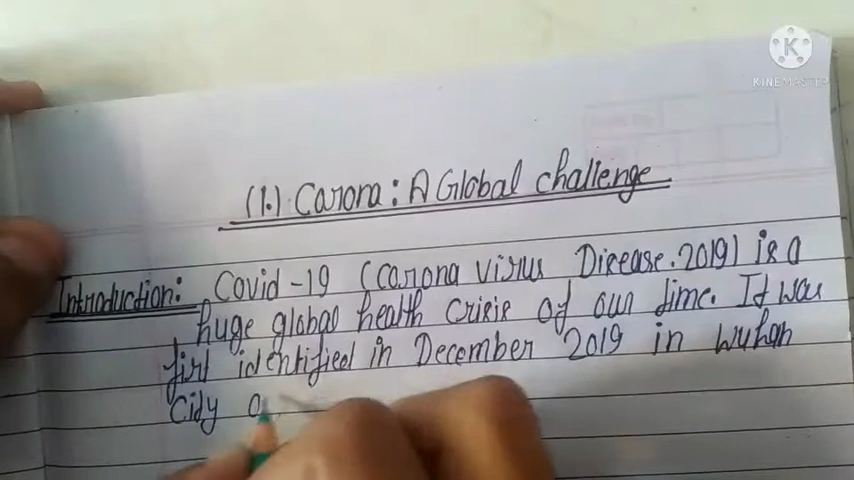 KINEMASTER
(1.) Carona: A Global challenge
Introduction: Covid-19 (carona virus Disease.2019) is a
huge global health crisis of our time. It was
first identified in December 2019 in wuhan
City o